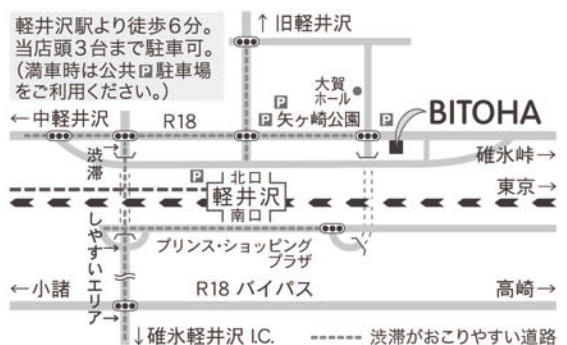 軽井沢駅より徒歩6分。
当店頭3台まで駐車可。
(満車時は公共P駐車場
をご利用ください。)
↑旧軽井沢
大賀
ホール
P
P 矢ヶ崎公園
P
BITOHA
←中軽井沢
R18
碓氷峠→
渋滞
しやすいエリア
P
北口
軽井沢
南口
東京→
プリンス・ショッピング
プラザ
←小諸
R18 バイパス
高崎→
↓碓氷軽井沢 I.C.
渋滞がおこりやすい道路